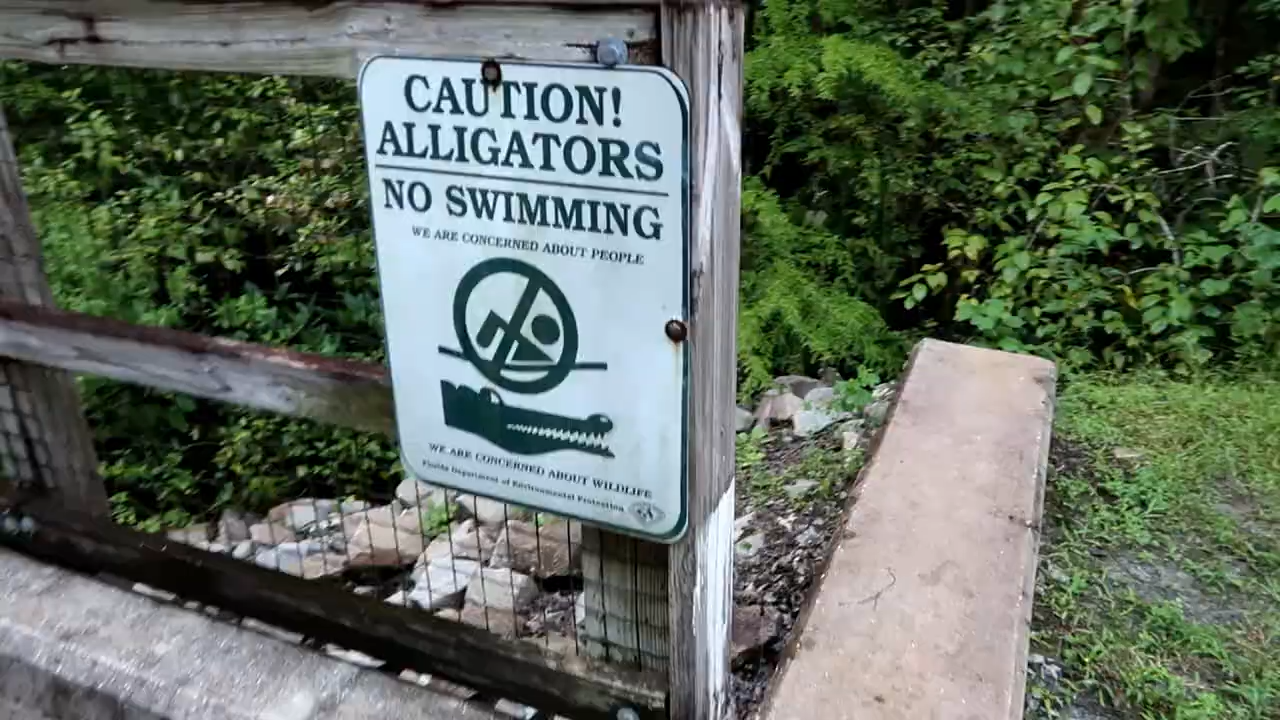 CAUTION!
ALLIGATORS
NO SWIMMING
WE ARE CONCERNED ABOUT PEOPLE
WE ARE CONCERNED ABOUT WILDLIFE
Florida Department of Environmental Protection